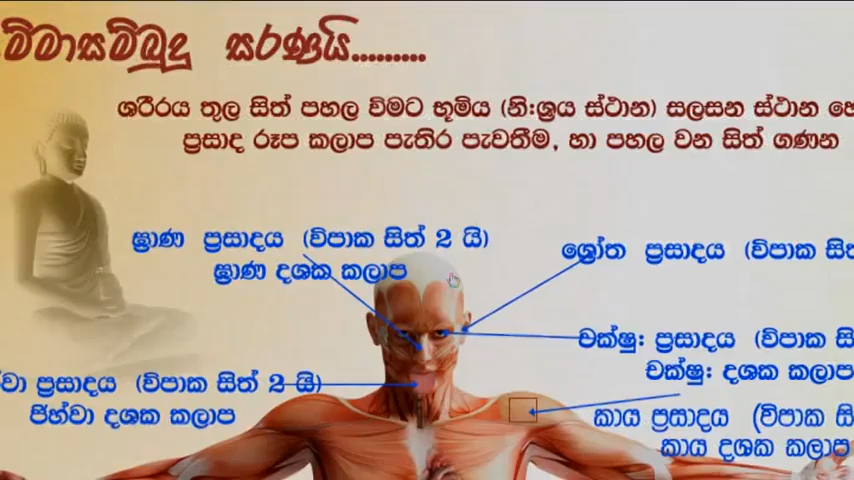 ම්මාසම්බුදු සරණයි.........
ශරීරය තුල සිත් පහල වීමට භූමිය (නි:ශ්‍රය ස්ථාන) සලසන ස්ථාන
ප්‍රසාද රූප කලාප පැතිර පැවතීම, හා පහල වන සිත් ගණන
ඝ්‍රාණ ප්‍රසාදය (විපාක සිත් 2 යි)
ඝ්‍රාණ දශක කලාප
ශ්‍රෝත ප්‍රසාදය (විපාක සිත්
චක්ෂු: ප්‍රසාදය (විපාක සි
චක්ෂු: දශක කලාප
වා ප්‍රසාදය (විපාක සිත් 2 යි)
ජිහ්වා දශක කලාප
කාය ප්‍රසාදය (විපාක සි
කාය දශක කලාප